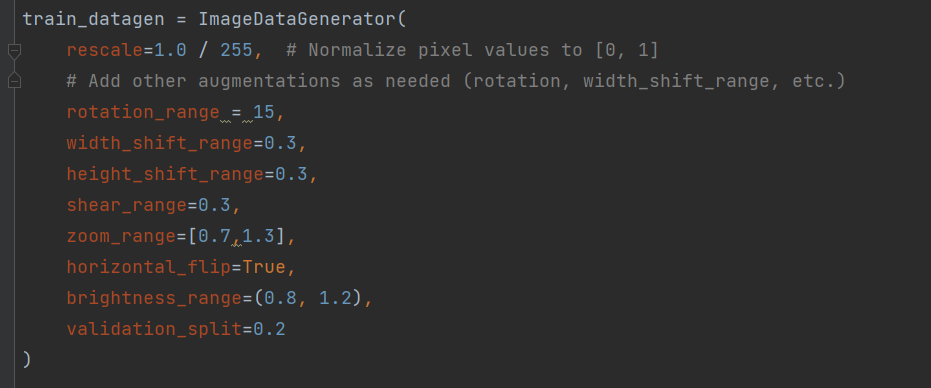 train_datagen = ImageDataGenerator(
    rescale=1.0 / 255,  # Normalize pixel values to [0, 1]
    # Add other augmentations as needed (rotation, width_shift_range, etc.)
    rotation_range = 15,
    width_shift_range=0.3,
    height_shift_range=0.3,
    shear_range=0.3,
    zoom_range=[0.7,1.3],
    horizontal_flip=True,
    brightness_range=(0.8, 1.2),
    validation_split=0.2
)